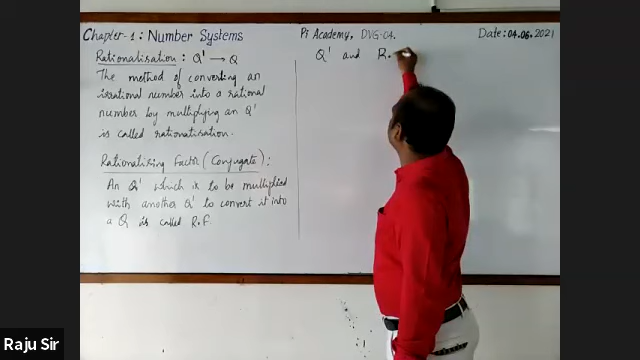 Chapter-1: Number Systems
Pi Academy, DVG-04.
Date: 04.06.2021
Rationalisation : Q' → Q
The method of converting an
irrational number into a rational
number by multiplying an Q'
is called rationalisation.
Rationalizing Factor (Conjugate) :
An Q' which is to be multiplied
with another Q' to convert it into
a Q is called R.F.
Q' and R.
Raju Sir